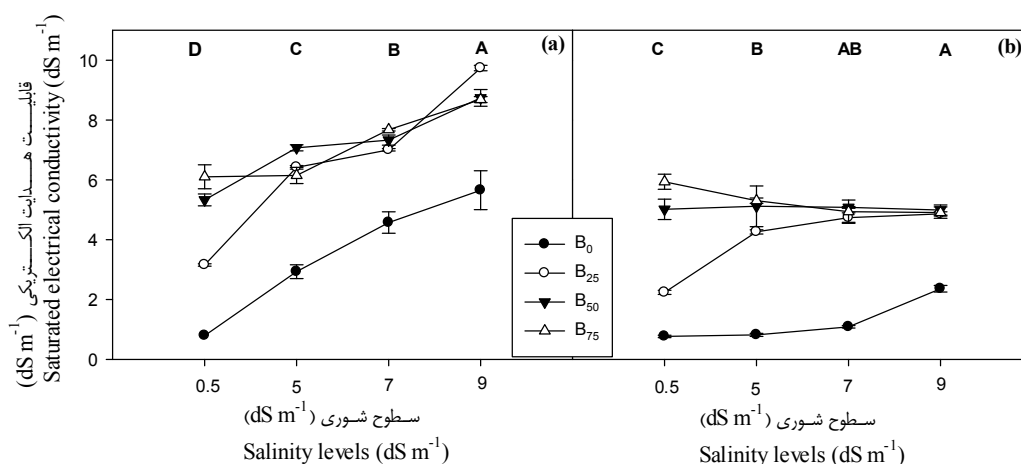 قابلیت هدایت الکتریکی (dS m⁻¹)
Saturated electrical conductivity (dS m⁻¹)
10
8
6
4
2
0
D C B A (a)
C B AB A (b)
B₀
B₂₅
B₅₀
B₇₅
0.5 5 7 9
0.5 5 7 9
سطوح شوری (dS m⁻¹)
Salinity levels (dS m⁻¹)
سطوح شوری (dS m⁻¹)
Salinity levels (dS m⁻¹)